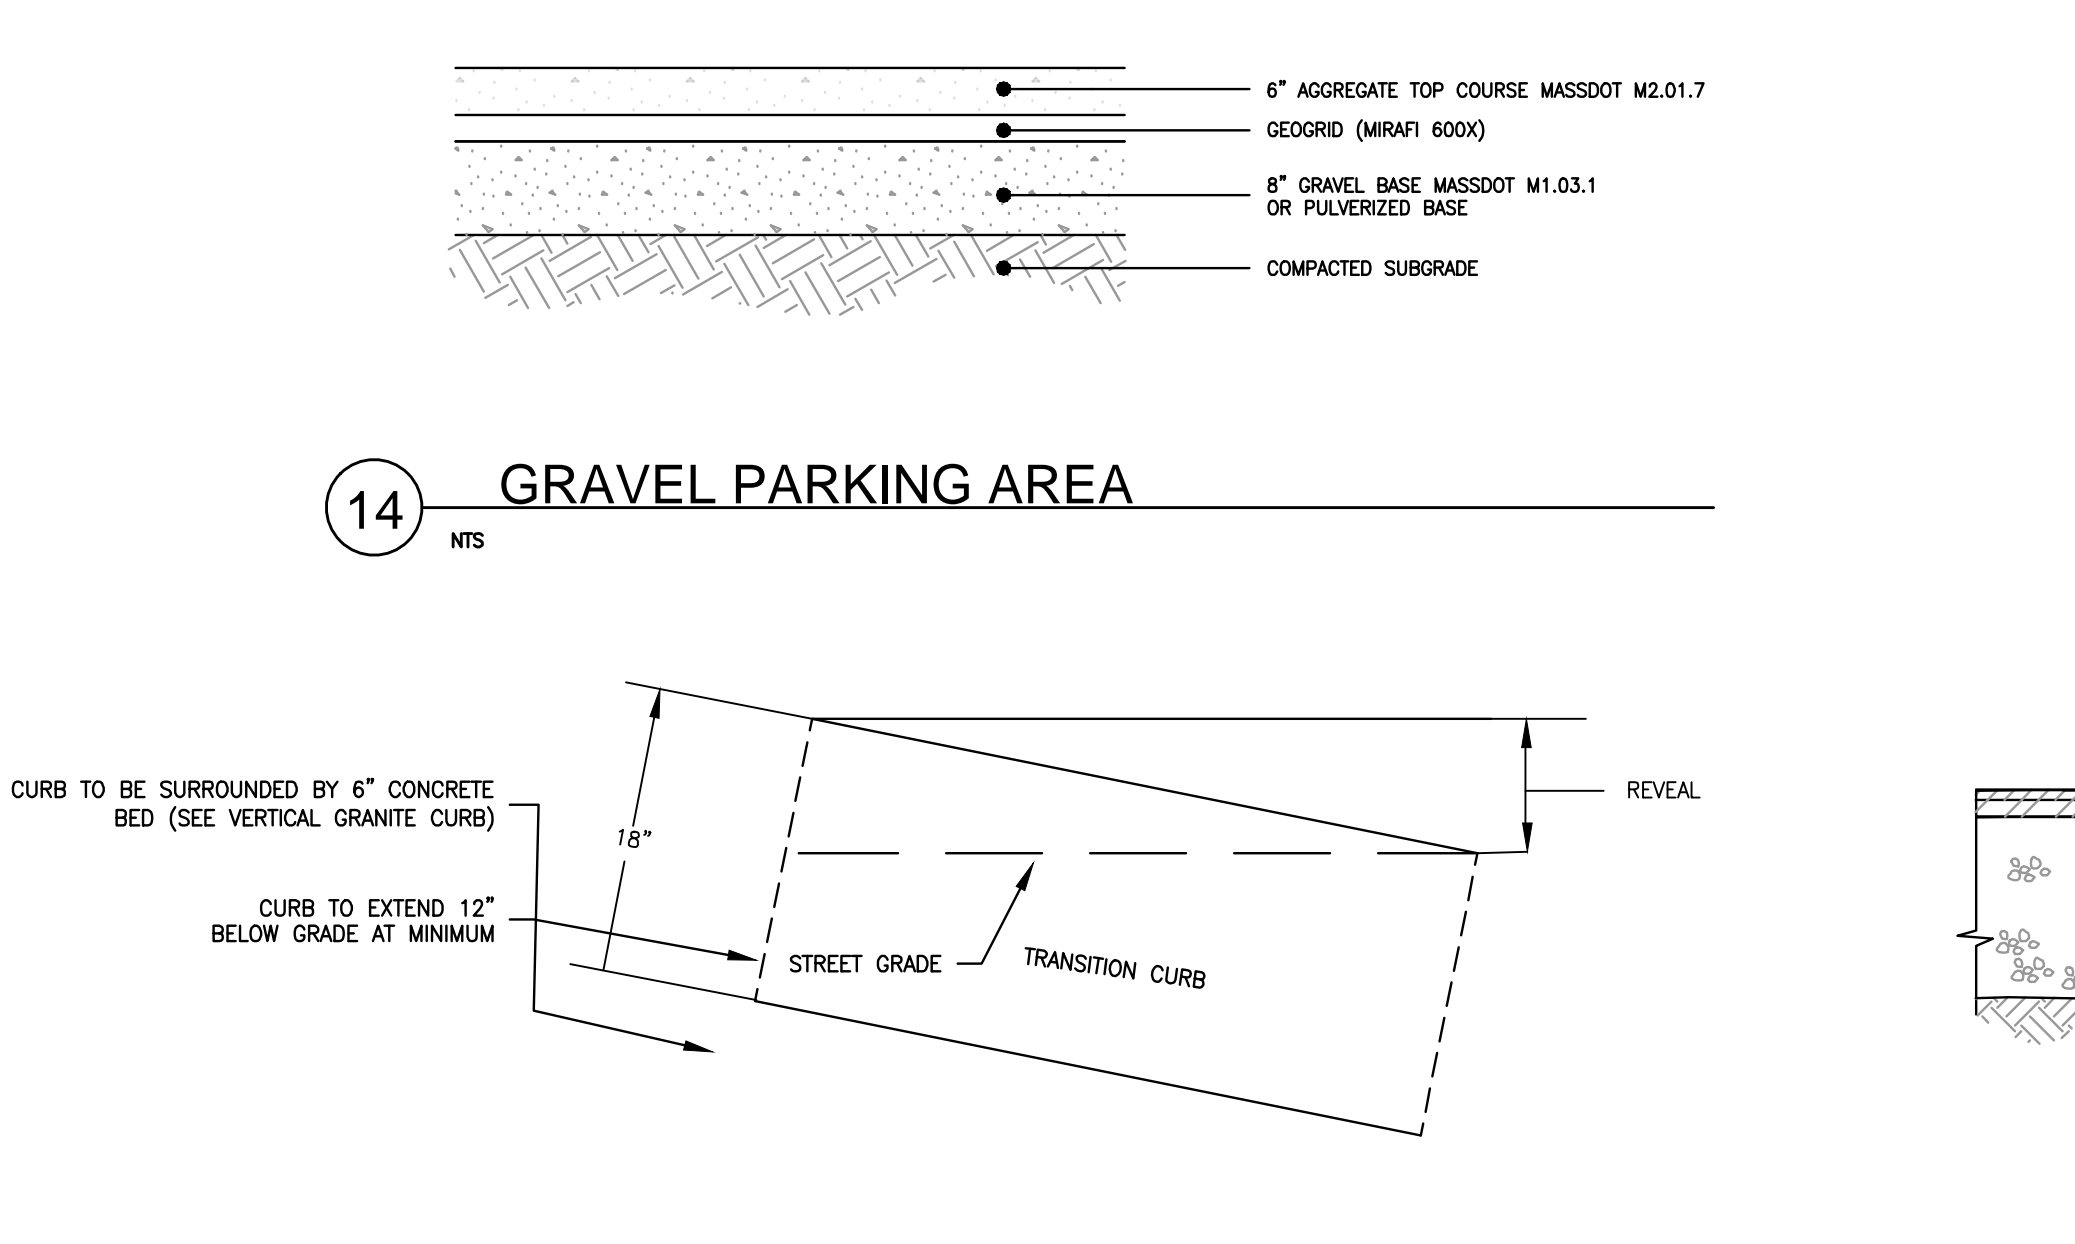 6" AGGREGATE TOP COURSE MASSDOT M2.01.7
GEOGRID (MIRAFI 600X)
8" GRAVEL BASE MASSDOT M1.03.1
OR PULVERIZED BASE
COMPACTED SUBGRADE
14
GRAVEL PARKING AREA
NTS
CURB TO BE SURROUNDED BY 6" CONCRETE
BED (SEE VERTICAL GRANITE CURB)
18"
REVEAL
CURB TO EXTEND 12"
BELOW GRADE AT MINIMUM
STREET GRADE
TRANSITION CURB